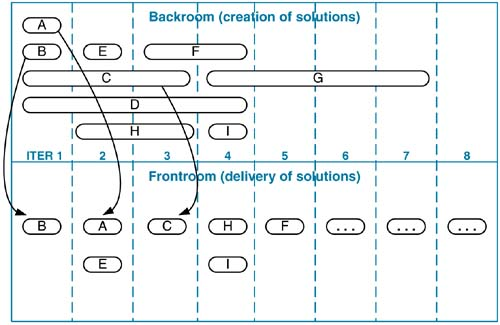 Backroom (creation of solutions)
A
B E F
C G
D
H I
ITER 1 2 3 4 5 6 7 8
Frontroom (delivery of solutions)
B A C H F ... ... ...
E I